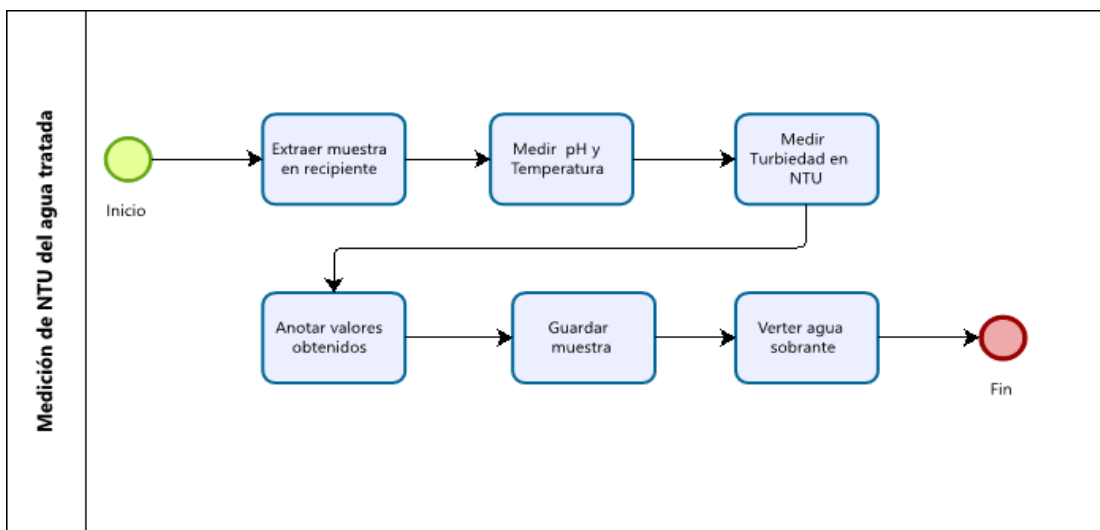 Medición de NTU del agua tratada
Inicio
Extraer muestra
en recipiente
Medir pH y
Temperatura
Medir
Turbiedad en
NTU
Anotar valores
obtenidos
Guardar
muestra
Verter agua
sobrante
Fin